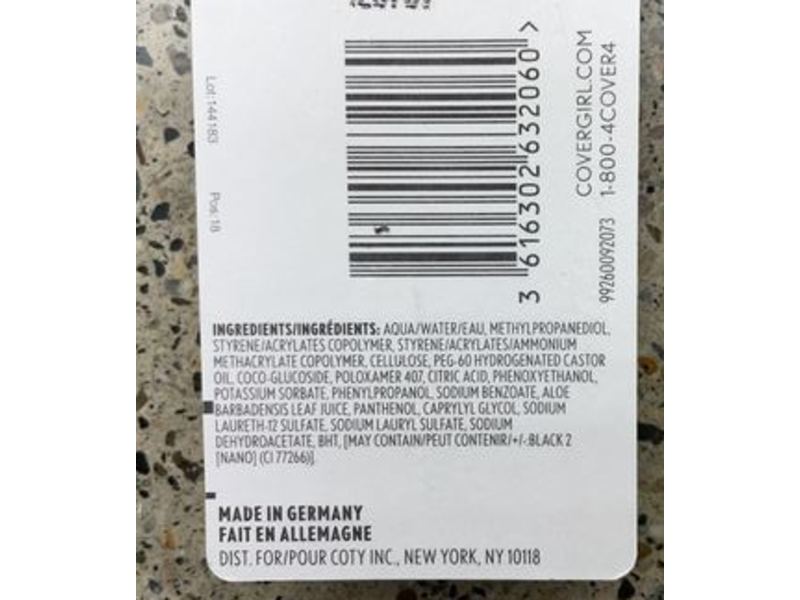 Lot:144183
Pos:18
3 616302 632060 >
COVERGIRL.COM
1-800-4COVER4
99260092073
INGREDIENTS/INGRÉDIENTS: AQUA/WATER/EAU, METHYLPROPANEDIOL,
STYRENE/ACRYLATES COPOLYMER, STYRENE/ACRYLATES/AMMONIUM
METHACRYLATE COPOLYMER, CELLULOSE, PEG-60 HYDROGENATED CASTOR
OIL, COCO-GLUCOSIDE, POLOXAMER 407, CITRIC ACID, PHENOXYETHANOL,
POTASSIUM SORBATE, PHENYLPROPANOL, SODIUM BENZOATE, ALOE
BARBADENSIS LEAF JUICE, PANTHENOL, CAPRYLYL GLYCOL, SODIUM
LAURETH-12 SULFATE, SODIUM LAURYL SULFATE, SODIUM
DEHYDROACETATE, BHT, [MAY CONTAIN/PEUT CONTENIR/+/-:BLACK 2
[NANO] (CI 77266)].
MADE IN GERMANY
FAIT EN ALLEMAGNE
DIST. FOR/POUR COTY INC., NEW YORK, NY 10118